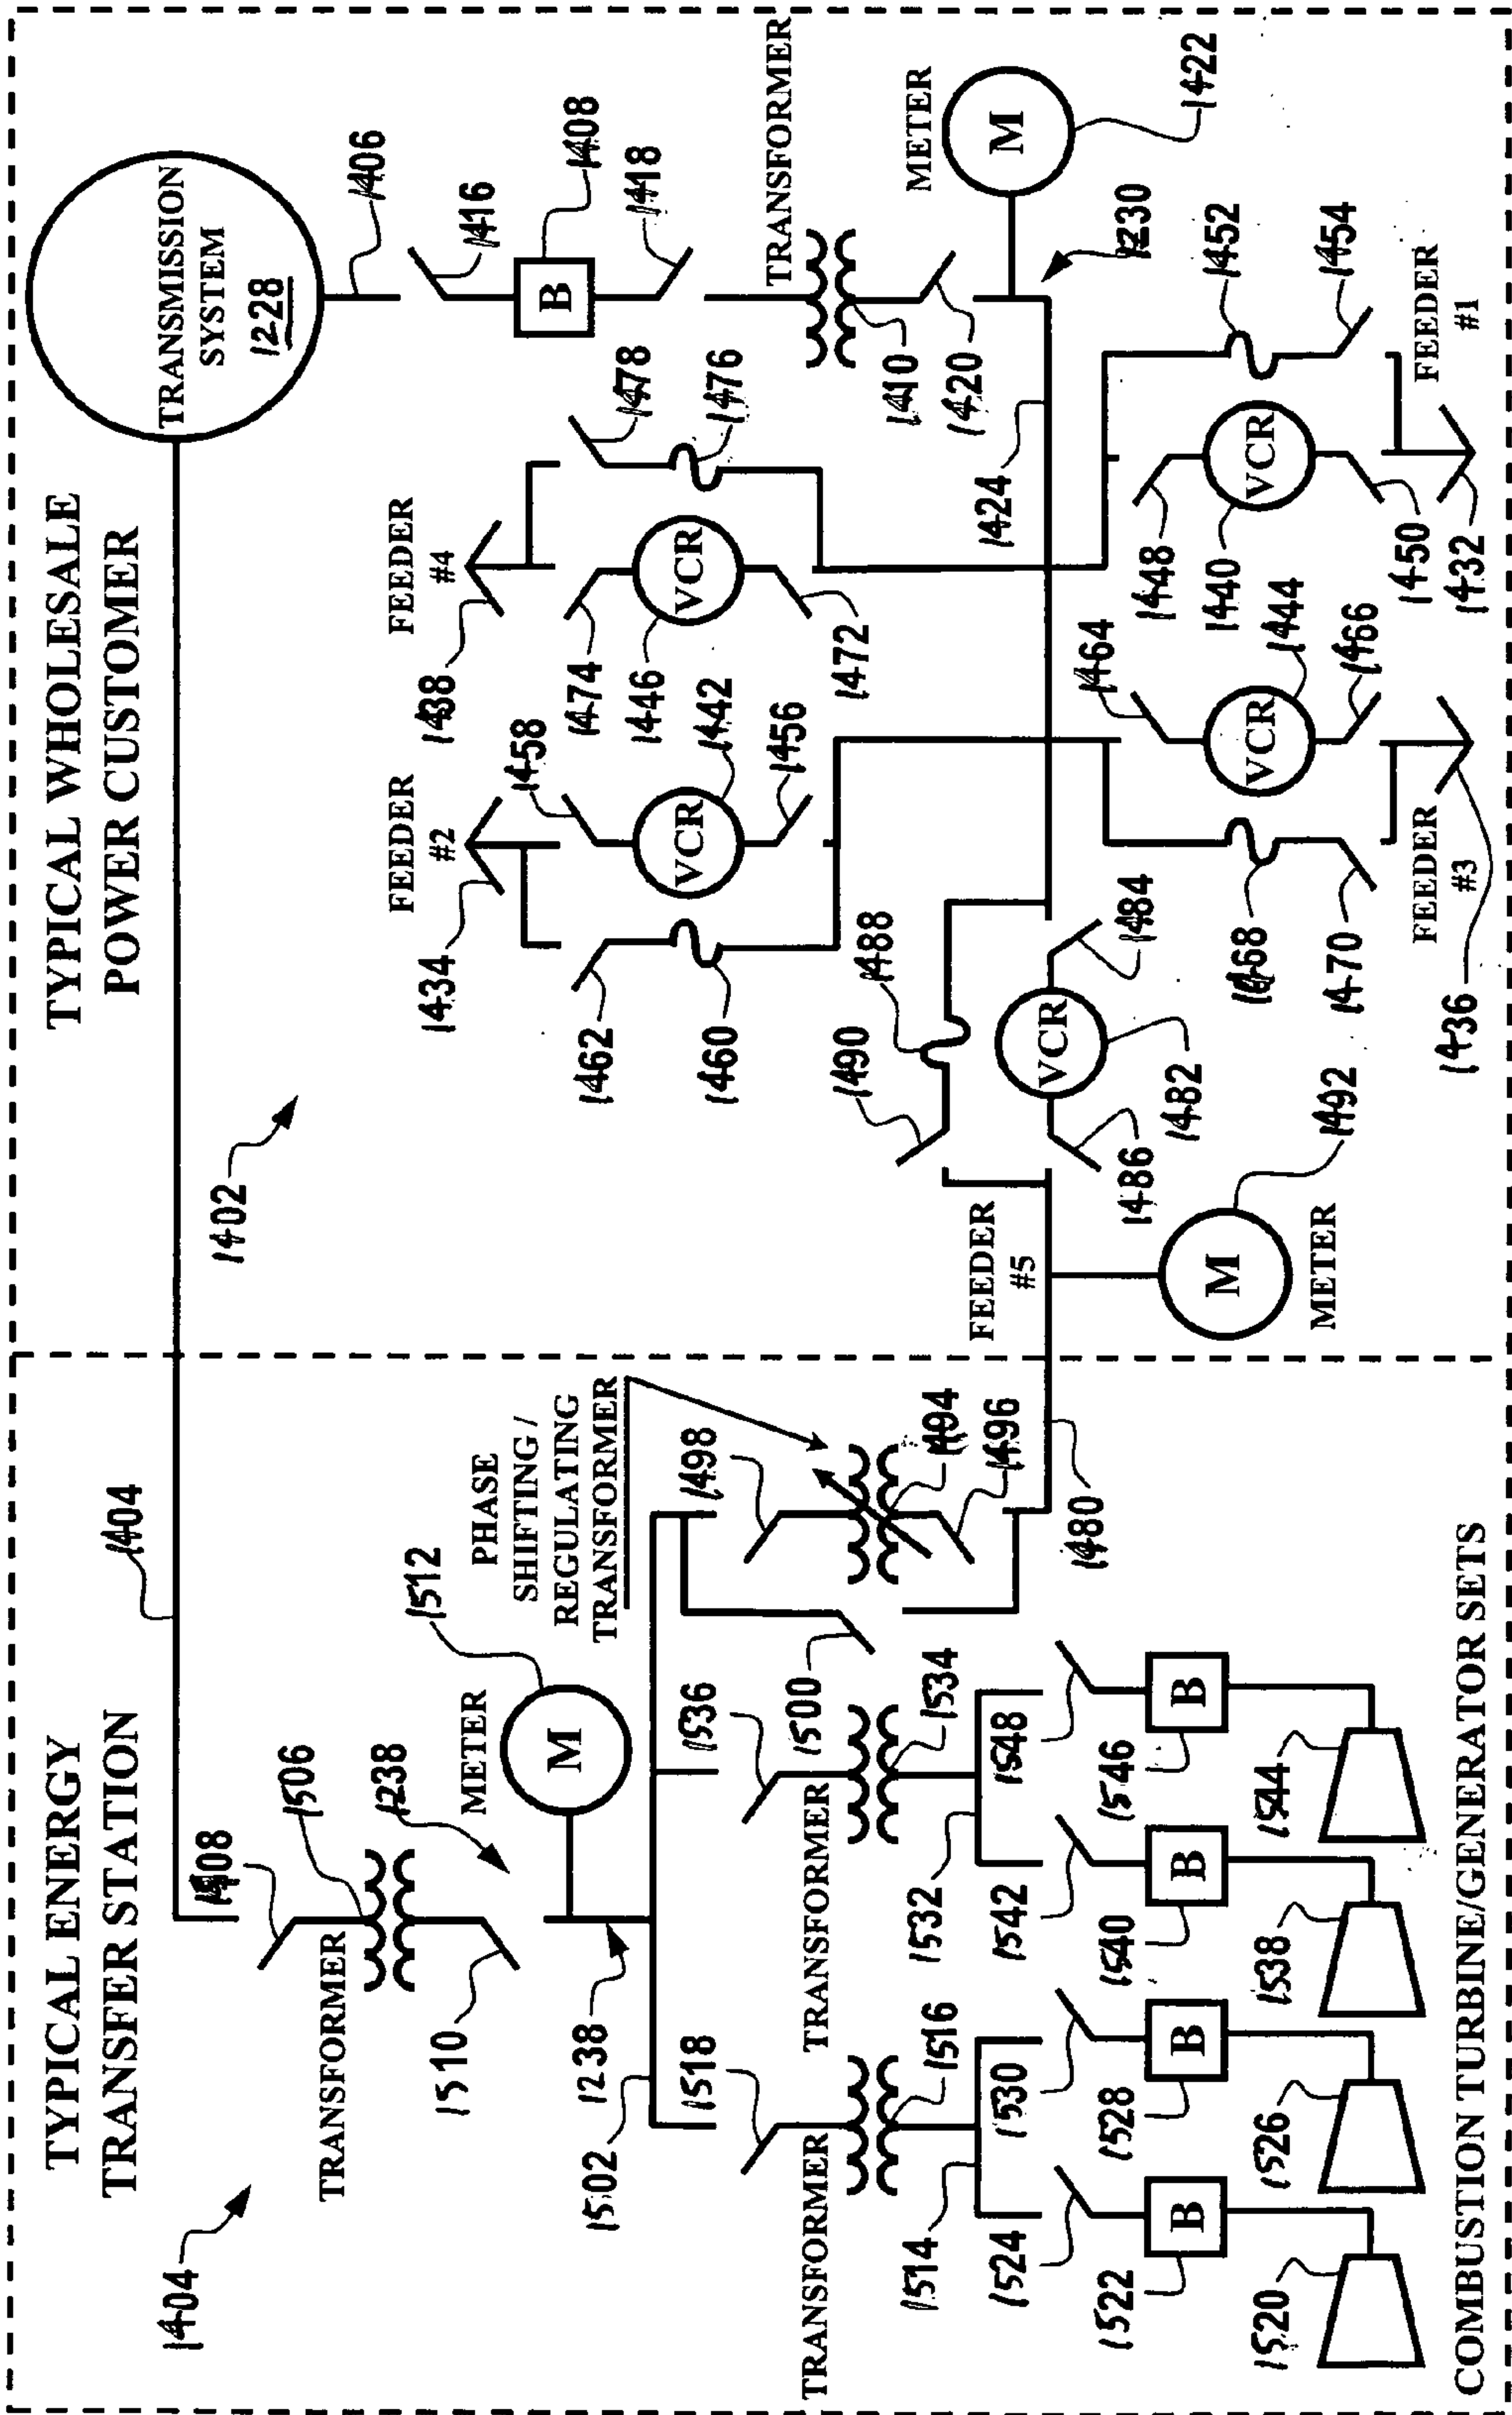 TYPICAL ENERGY
TRANSFER STATION
TYPICAL WHOLESALE
POWER CUSTOMER
TRANSMISSION
SYSTEM
1228
1404
1404
1402
1406
1416
B
1408
1418
TRANSFORMER
1410
1420
METER
M
1422
1230
1424
FEEDER
#4
1438
1478
1476
1474
VCR
1446
1472
FEEDER
#2
1434
1458
VCR
1442
1456
1462
1460
1452
1454
FEEDER
#1
1448
VCR
1440
1450
1432
1464
VCR
1444
1466
1468
1470
FEEDER
#3
1436
1488
1490
1484
VCR
1482
1486
FEEDER
#5
M
METER
1492
1480
1508
1506
TRANSFORMER
1510
1238
1238
METER
M
1512
1502
PHASE
SHIFTING /
REGULATING
TRANSFORMER
1498
1494
1496
1500
1518
TRANSFORMER
1516
1514
1536
TRANSFORMER
1534
1532
1524
B
1522
1520
1530
B
1528
1526
1542
B
1540
1538
1548
B
1546
1544
COMBUSTION TURBINE/GENERATOR SETS